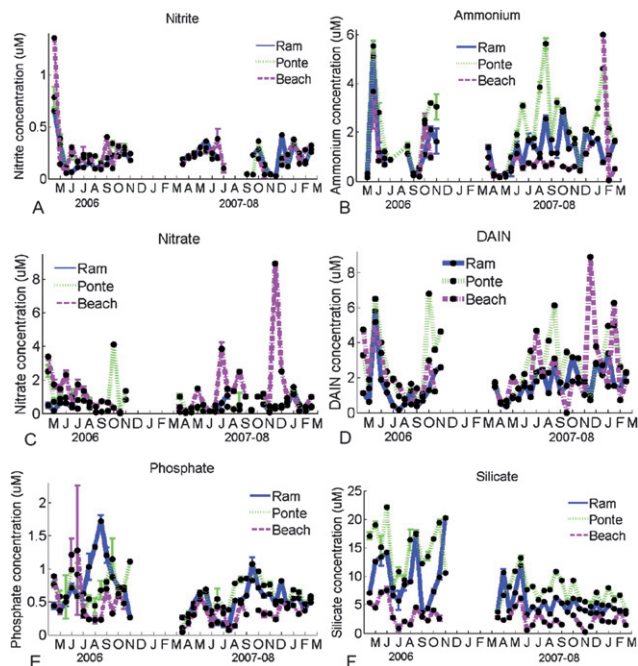 Nitrite
Nitrite concentration (uM)
1
0.5
0
Ram
Ponte
Beach
M J J A S O N D J F M A M J J A S O N D J F M
2006
2007-08
A
Ammonium
Ammonium concentration (uM)
6
4
2
0
Ram
Ponte
Beach
M J J A S O N D J F M A M J J A S O N D J F M
2006
2007-08
B
Nitrate
Nitrate concentration (uM)
8
6
4
2
0
Ram
Ponte
Beach
M J J A S O N D J F M A M J J A S O N D J F M
2006
2007-08
C
DAIN
DAIN concentration (uM)
8
6
4
2
0
Ram
Ponte
Beach
M J J A S O N D J F M A M J J A S O N D J F M
2006
2007-08
D
Phosphate
Phosphate concentration (uM)
2
1.5
1
0.5
0
Ram
Ponte
Beach
M J J A S O N D J F M A M J J A S O N D J F M
2006
2007-08
E
Silicate
Silicate concentration (uM)
25
20
15
10
5
0
Ram
Ponte
Beach
M J J A S O N D J F M A M J J A S O N D J F M
2006
2007-08
F